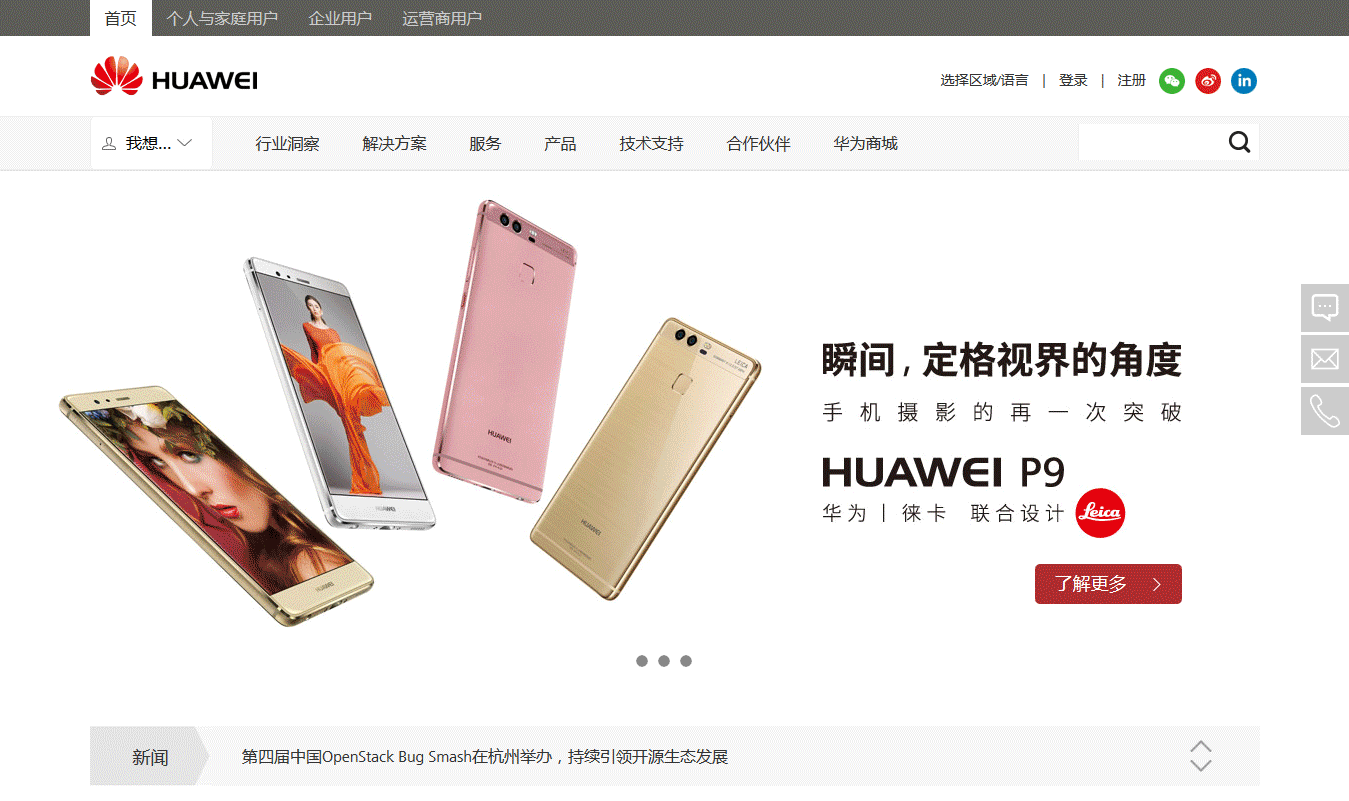 首页 个人与家庭用户 企业用户 运营商用户
HUAWEI 选择区域/语言 | 登录 | 注册 in
我想... 行业洞察 解决方案 服务 产品 技术支持 合作伙伴 华为商城
HUAWEI
HUAWEI
HUAWEI
HUAWEI
LEICA
瞬间，定格视界的角度
手机摄影的再一次突破
HUAWEI P9
华为 | 徕卡 联合设计 Leica
了解更多
新闻 第四届中国OpenStack Bug Smash在杭州举办，持续引领开源生态发展